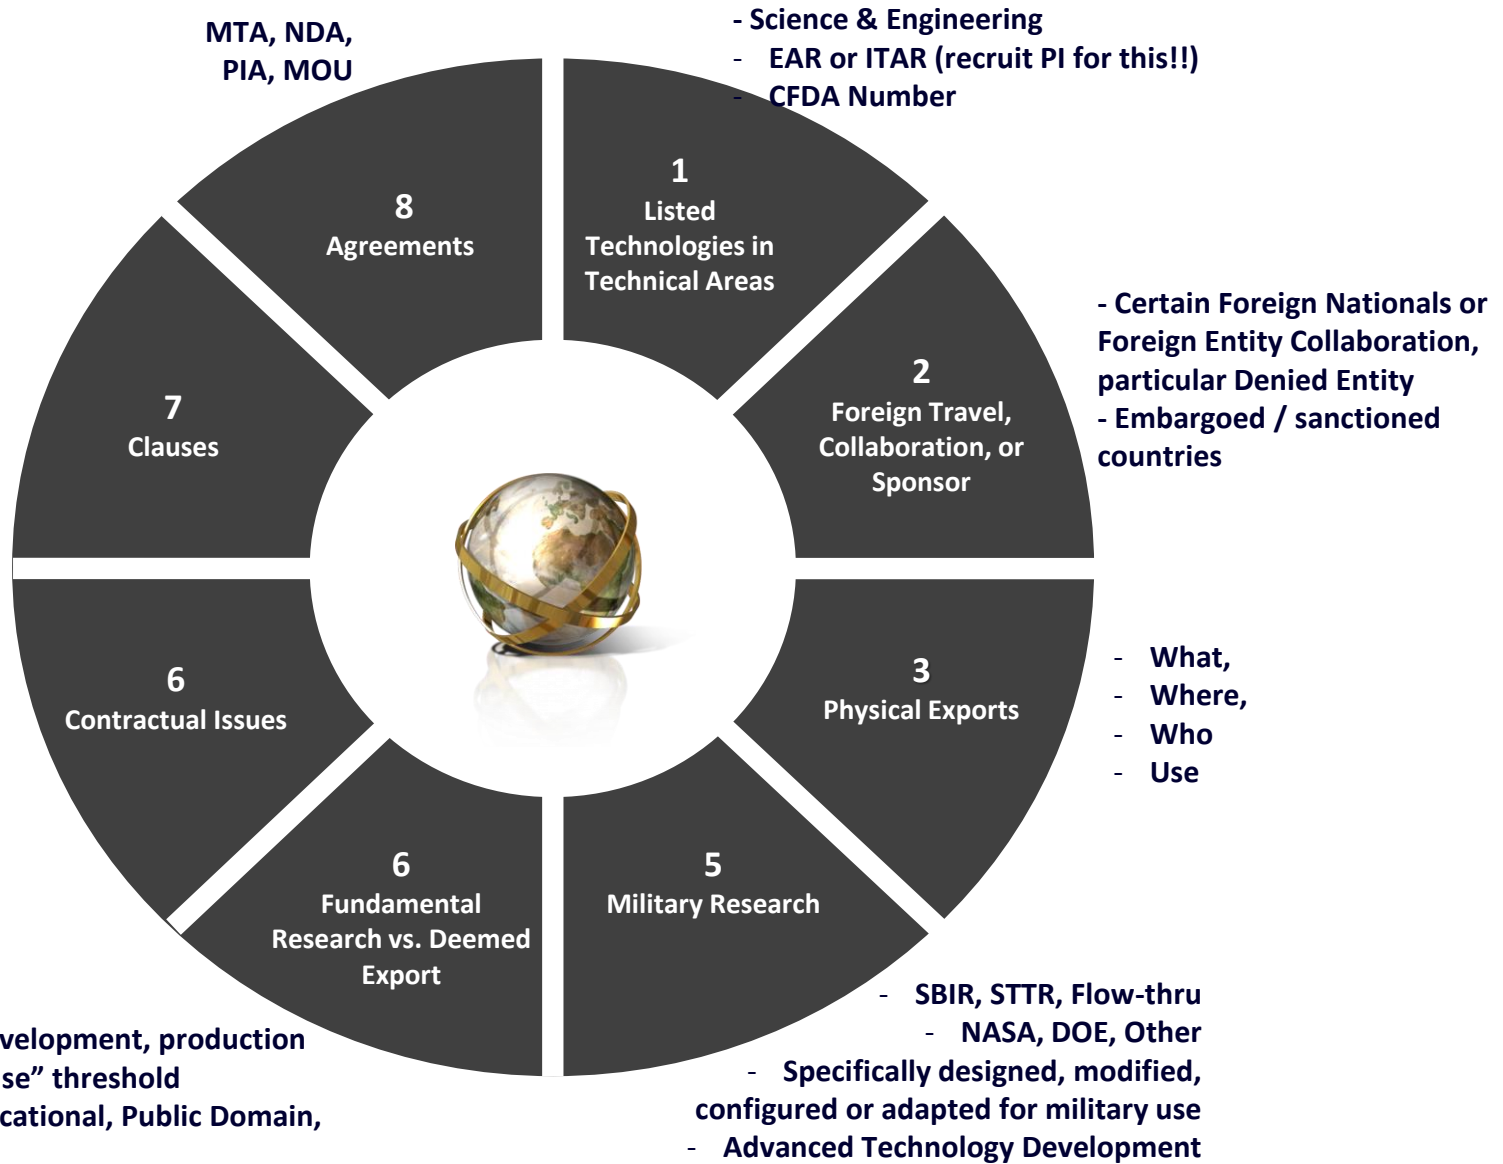 MTA, NDA,
PIA, MOU
- Science & Engineering
- EAR or ITAR (recruit PI for this!!)
- CFDA Number
1
Listed
Technologies in
Technical Areas
2
Foreign Travel,
Collaboration, or
Sponsor
- Certain Foreign Nationals or
Foreign Entity Collaboration,
particular Denied Entity
- Embargoed / sanctioned
countries
3
Physical Exports
- What,
- Where,
- Who
- Use
5
Military Research
- SBIR, STTR, Flow-thru
- NASA, DOE, Other
- Specifically designed, modified,
configured or adapted for military use
- Advanced Technology Development
6
Fundamental
Research vs. Deemed
Export
production
threshold
Public Domain,
6
Contractual Issues
7
Clauses
8
Agreements